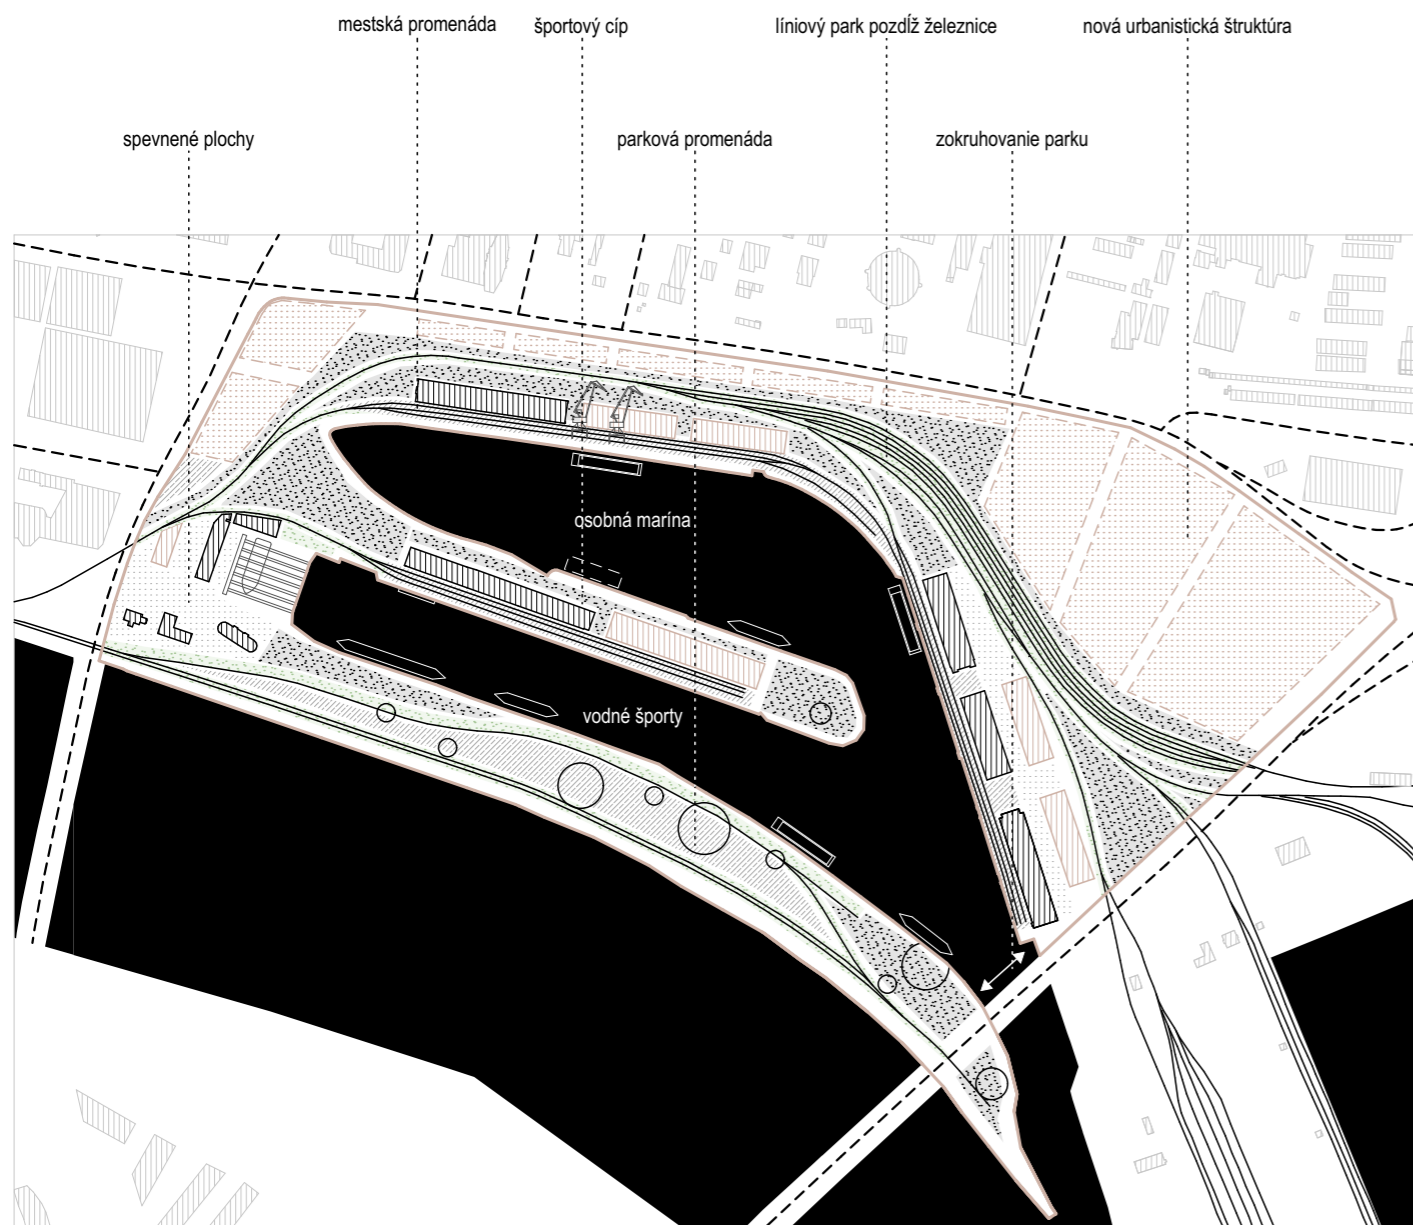 mestská promenáda
športový cíp
líniový park pozdĺž železnice
nová urbanistická štruktúra
spevnené plochy
parková promenáda
zokruhovanie parku
osobná marína
vodné športy